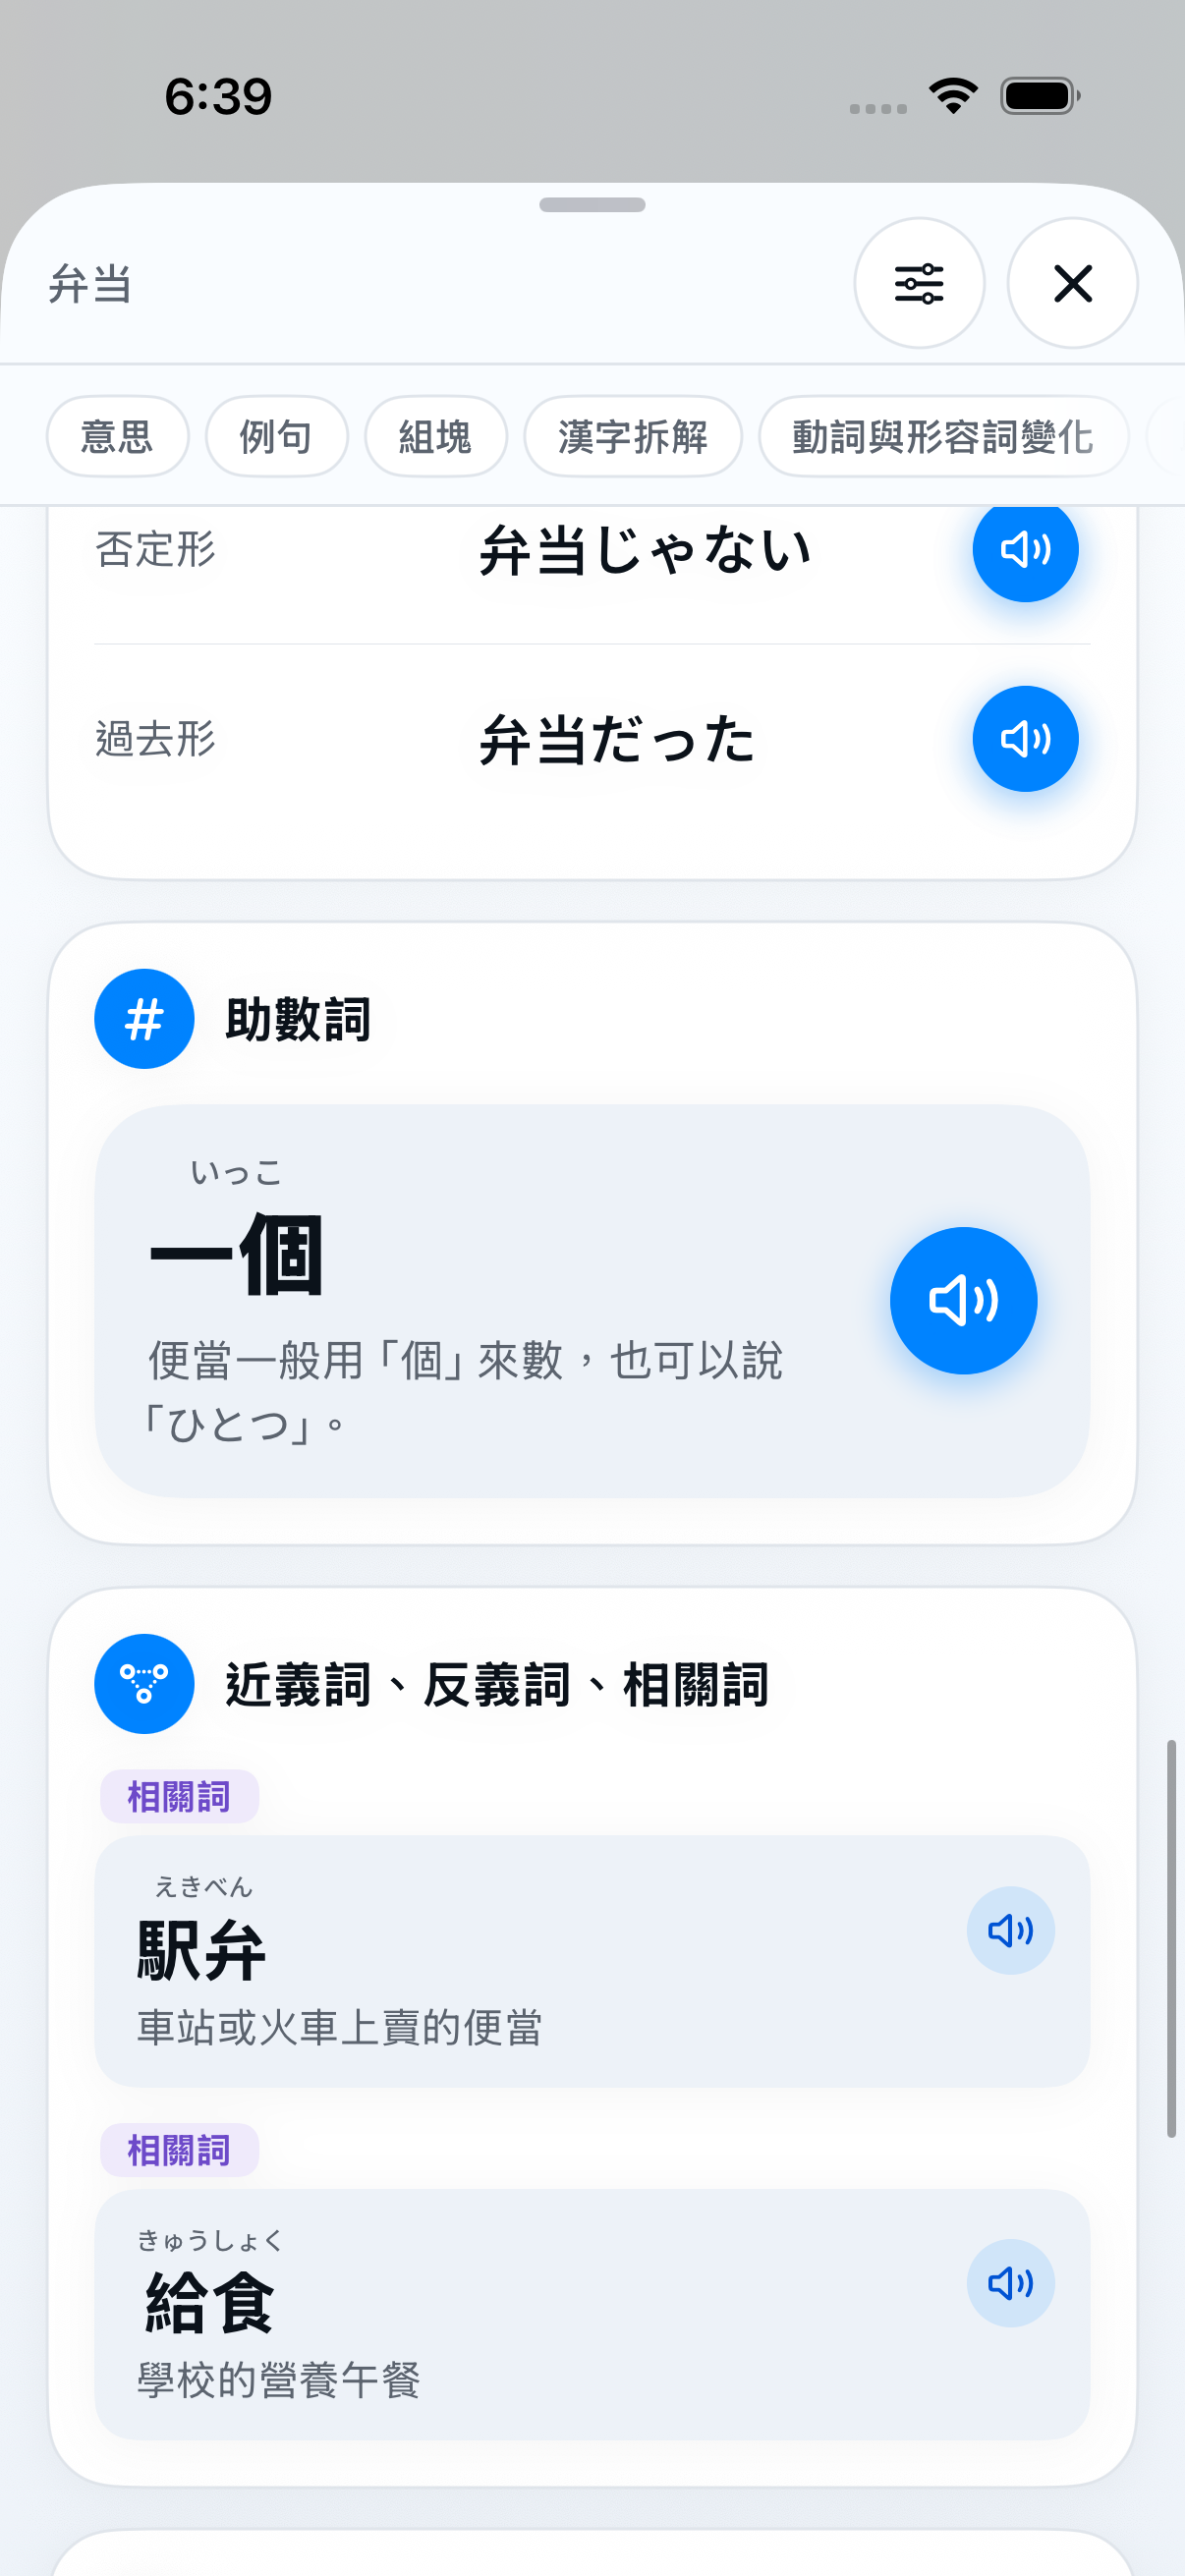 6:39
弁当
意思
例句
組塊
漢字拆解
動詞與形容詞變化
否定形
弁当じゃない
過去形
弁当だった
助數詞
いっこ
一個
便當一般用「個」來數，也可以說
「ひとつ」。
近義詞、反義詞、相關詞
相關詞
えきべん
駅弁
車站或火車上賣的便當
相關詞
きゅうしょく
給食
學校的營養午餐